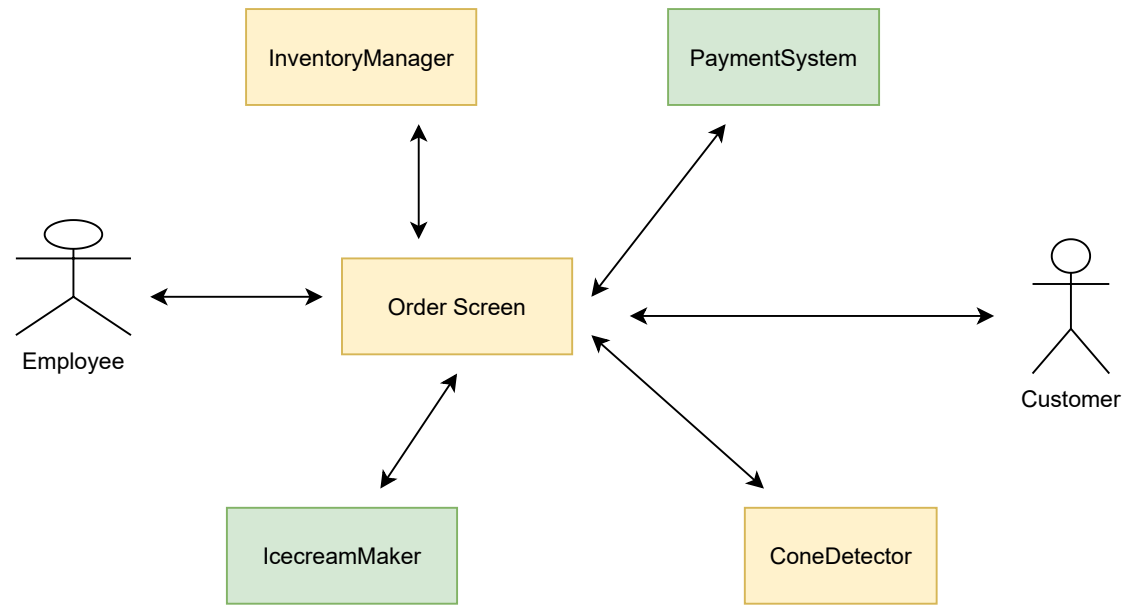 InventoryManager
PaymentSystem
Order Screen
Employee
Customer
IcecreamMaker
ConeDetector